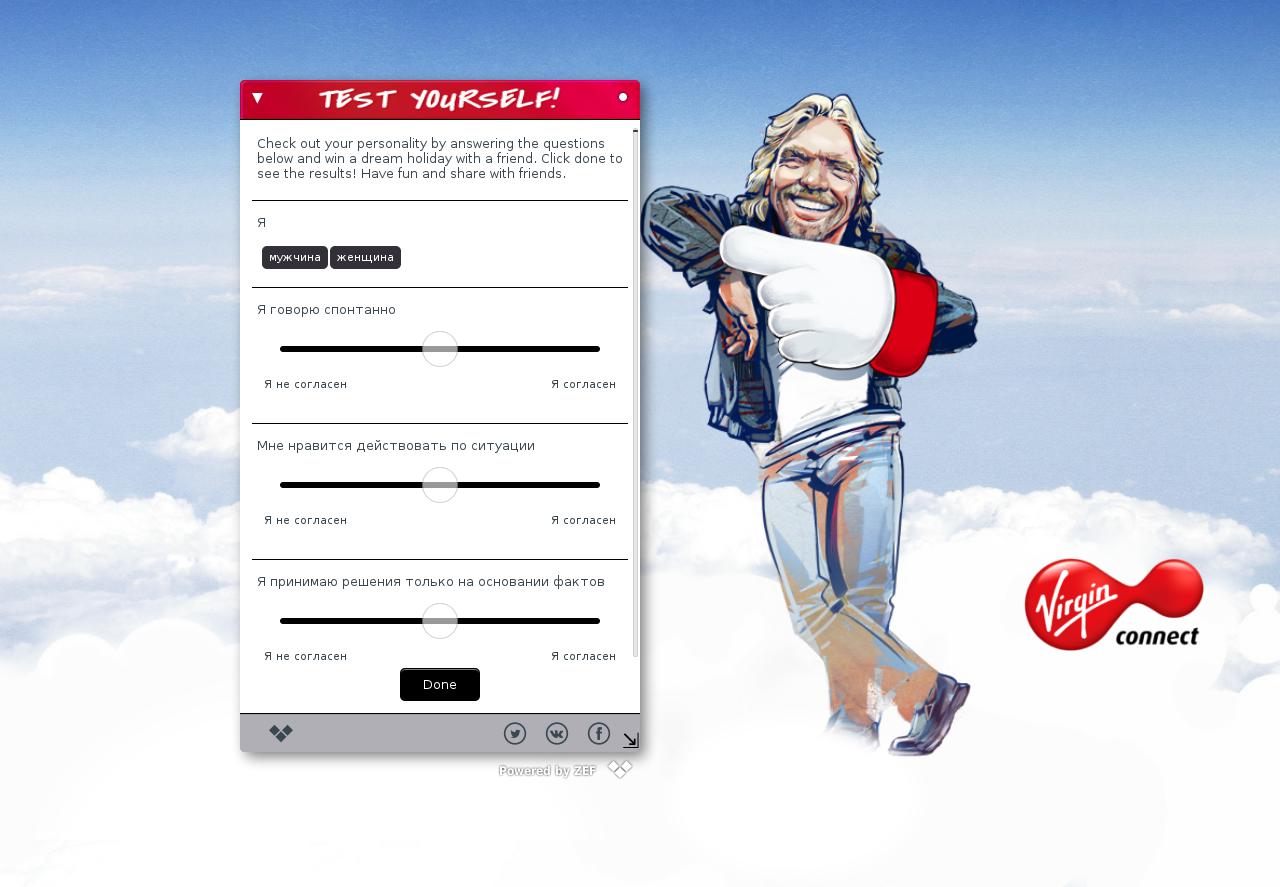 TEST YOURSELF!
Check out your personality by answering the questions
below and win a dream holiday with a friend. Click done to
see the results! Have fun and share with friends.
Я
мужчина женщина
Я говорю спонтанно
Я не согласен Я согласен
Мне нравится действовать по ситуации
Я не согласен Я согласен
Я принимаю решения только на основании фактов
Я не согласен Я согласен
Done
Powered by ZEF
Virgin
connect